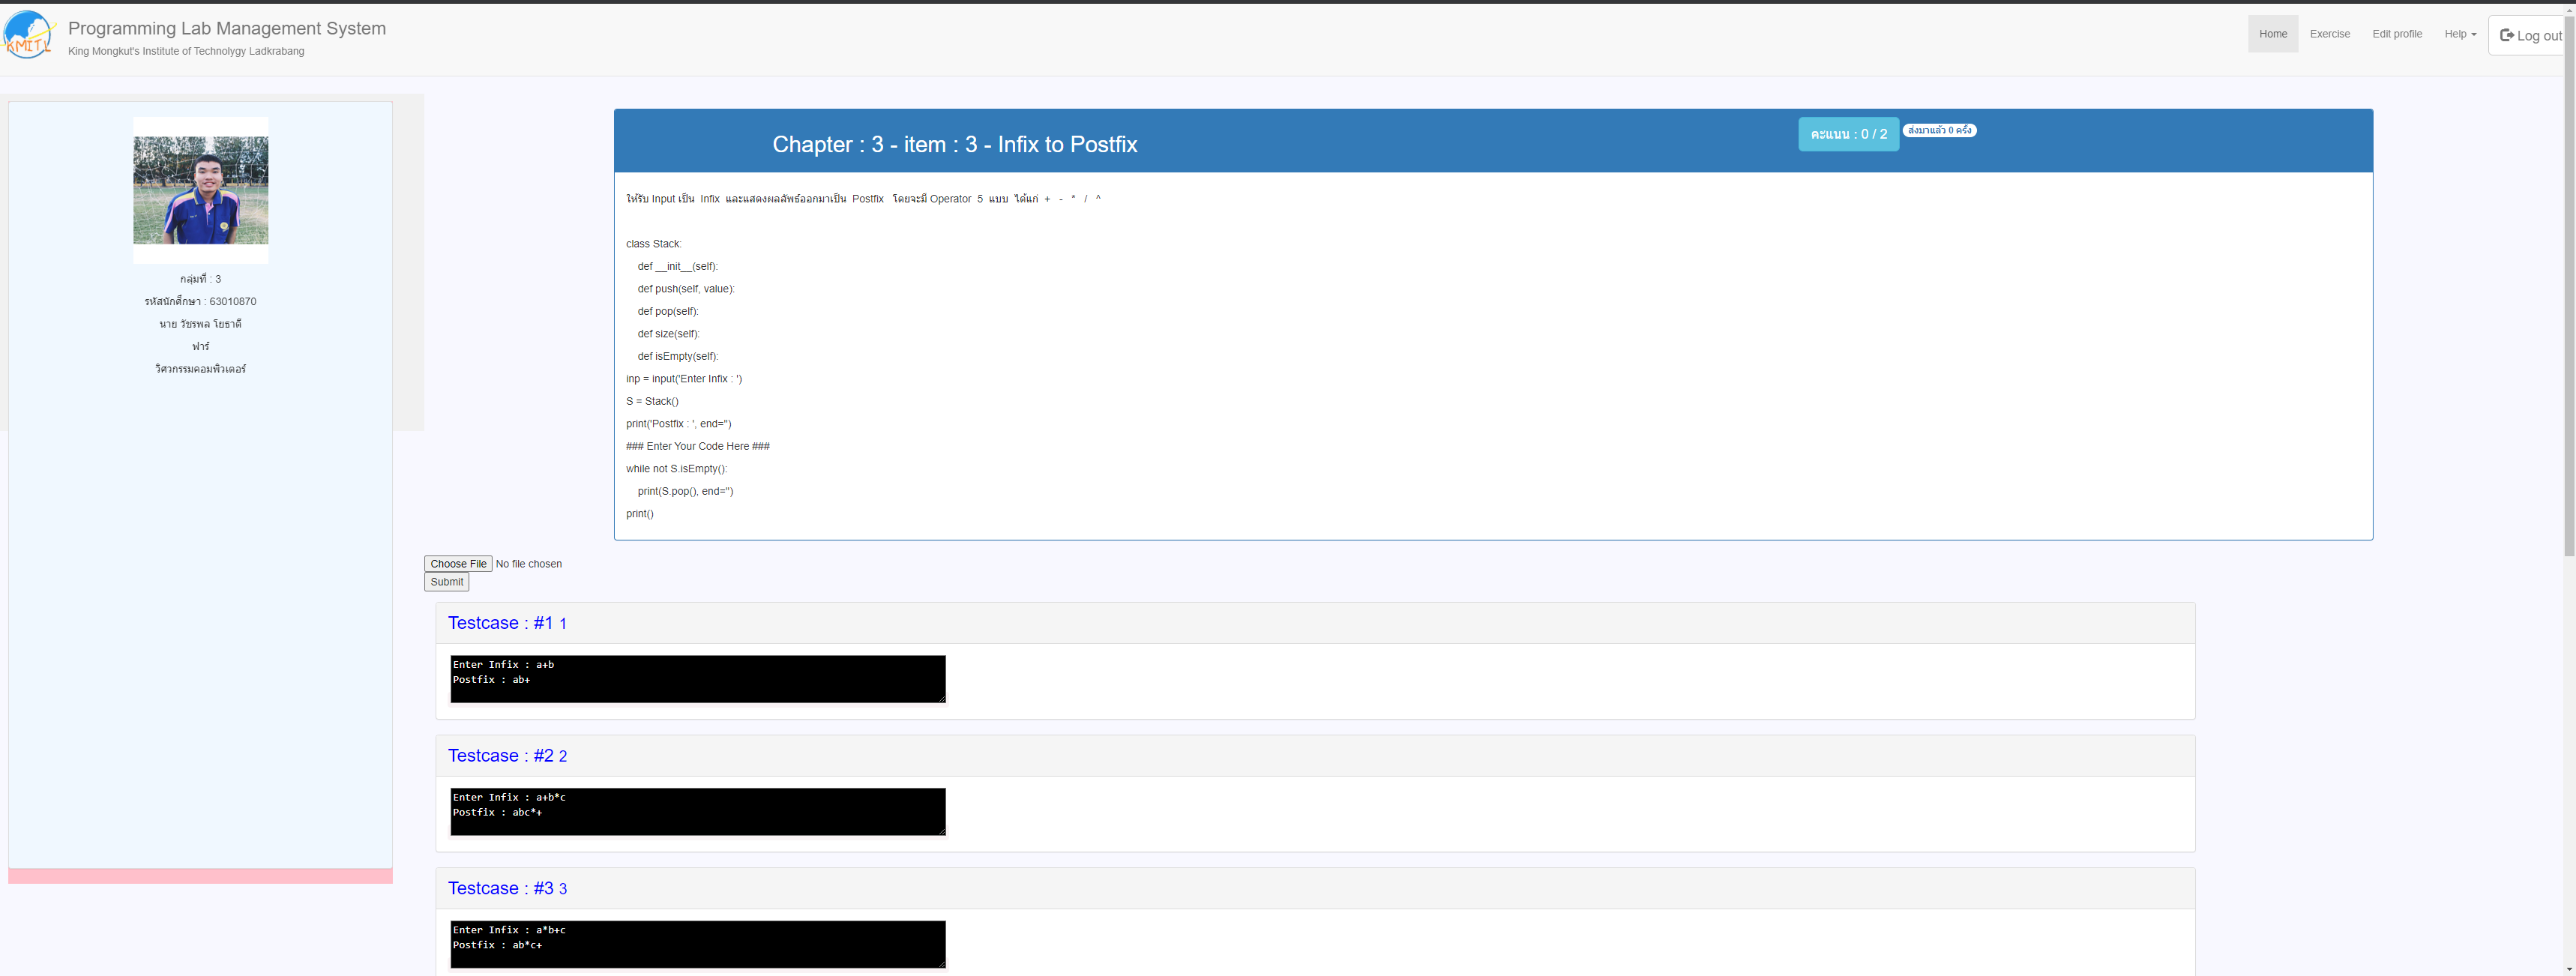 KMITL
Programming Lab Management System
King Mongkut's Institute of Technolygy Ladkrabang
Home
Exercise
Edit profile
Help
Log out
กลุ่มที่ : 3
รหัสนักศึกษา : 63010870
นาย วัชรพล โยธาดี
ฟาร์
วิศวกรรมคอมพิวเตอร์
Chapter : 3 - item : 3 - Infix to Postfix
คะแนน : 0 / 2
ส่งมาแล้ว 0 ครั้ง
ให้รับ Input เป็น Infix และแสดงผลลัพธ์ออกมาเป็น Postfix โดยจะมี Operator 5 แบบ ได้แก่ + - * / ^
class Stack:
def __init__(self):
def push(self, value):
def pop(self):
def size(self):
def isEmpty(self):
inp = input('Enter Infix : ')
S = Stack()
print('Postfix : ', end='')
### Enter Your Code Here ###
while not S.isEmpty():
print(S.pop(), end='')
print()
Choose File No file chosen
Submit
Testcase : #1 1
Enter Infix : a+b
Postfix : ab+
Testcase : #2 2
Enter Infix : a+b*c
Postfix : abc*+
Testcase : #3 3
Enter Infix : a*b+c
Postfix : ab*c+